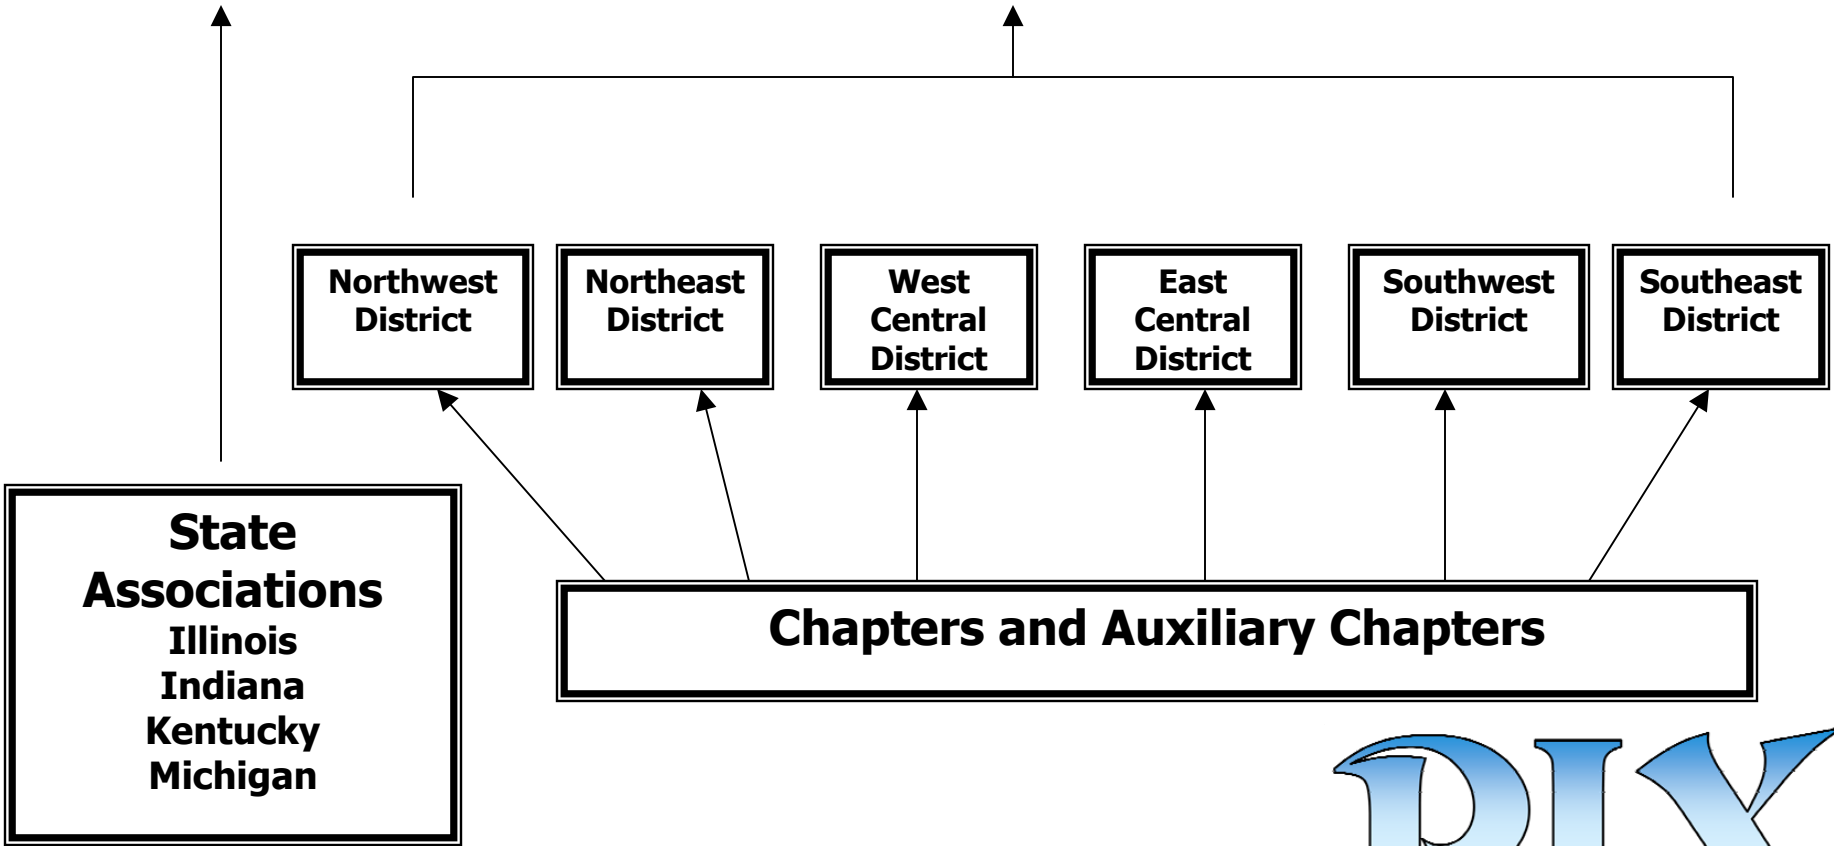 Northwest
District
Northeast
District
West
Central
District
East
Central
District
Southwest
District
Southeast
District
State
Associations
Illinois
Indiana
Kentucky
Michigan
Chapters and Auxiliary Chapters